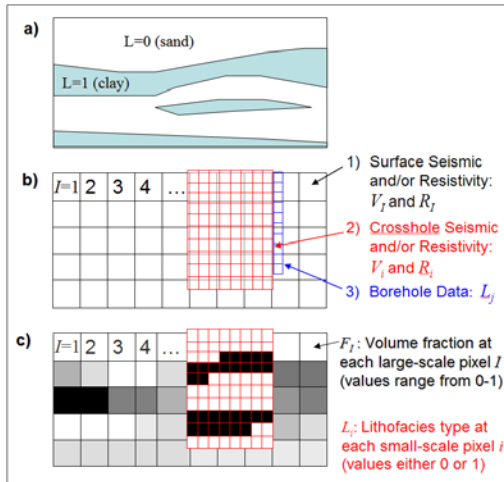 a)
L=0 (sand)
L=1 (clay)
b)
I=1 2 3 4 ...
1) Surface Seismic
and/or Resistivity:
V_I and R_I
2) Crosshole Seismic
and/or Resistivity:
V_i and R_i
3) Borehole Data: L_j
c)
I=1 2 3 4 ...
F_I: Volume fraction at
each large-scale pixel I
(values range from 0-1)
L_i: Lithofacies type at
each small-scale pixel i
(values either 0 or 1)